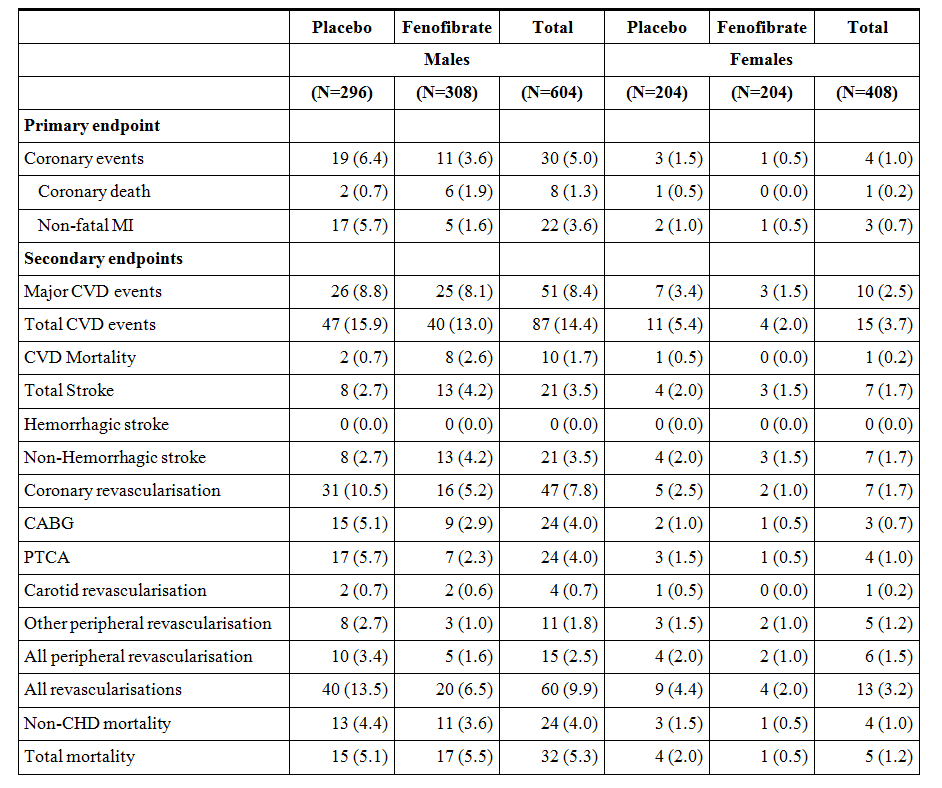 Placebo Fenofibrate Total Placebo Fenofibrate Total
Males Females
(N=296) (N=308) (N=604) (N=204) (N=204) (N=408)
Primary endpoint
Coronary events 19 (6.4) 11 (3.6) 30 (5.0) 3 (1.5) 1 (0.5) 4 (1.0)
Coronary death 2 (0.7) 6 (1.9) 8 (1.3) 1 (0.5) 0 (0.0) 1 (0.2)
Non-fatal MI 17 (5.7) 5 (1.6) 22 (3.6) 2 (1.0) 1 (0.5) 3 (0.7)
Secondary endpoints
Major CVD events 26 (8.8) 25 (8.1) 51 (8.4) 7 (3.4) 3 (1.5) 10 (2.5)
Total CVD events 47 (15.9) 40 (13.0) 87 (14.4) 11 (5.4) 4 (2.0) 15 (3.7)
CVD Mortality 2 (0.7) 8 (2.6) 10 (1.7) 1 (0.5) 0 (0.0) 1 (0.2)
Total Stroke 8 (2.7) 13 (4.2) 21 (3.5) 4 (2.0) 3 (1.5) 7 (1.7)
Hemorrhagic stroke 0 (0.0) 0 (0.0) 0 (0.0) 0 (0.0) 0 (0.0) 0 (0.0)
Non-Hemorrhagic stroke 8 (2.7) 13 (4.2) 21 (3.5) 4 (2.0) 3 (1.5) 7 (1.7)
Coronary revascularisation 31 (10.5) 16 (5.2) 47 (7.8) 5 (2.5) 2 (1.0) 7 (1.7)
CABG 15 (5.1) 9 (2.9) 24 (4.0) 2 (1.0) 1 (0.5) 3 (0.7)
PTCA 17 (5.7) 7 (2.3) 24 (4.0) 3 (1.5) 1 (0.5) 4 (1.0)
Carotid revascularisation 2 (0.7) 2 (0.6) 4 (0.7) 1 (0.5) 0 (0.0) 1 (0.2)
Other peripheral revascularisation 8 (2.7) 3 (1.0) 11 (1.8) 3 (1.5) 2 (1.0) 5 (1.2)
All peripheral revascularisation 10 (3.4) 5 (1.6) 15 (2.5) 4 (2.0) 2 (1.0) 6 (1.5)
All revascularisations 40 (13.5) 20 (6.5) 60 (9.9) 9 (4.4) 4 (2.0) 13 (3.2)
Non-CHD mortality 13 (4.4) 11 (3.6) 24 (4.0) 3 (1.5) 1 (0.5) 4 (1.0)
Total mortality 15 (5.1) 17 (5.5) 32 (5.3) 4 (2.0) 1 (0.5) 5 (1.2)